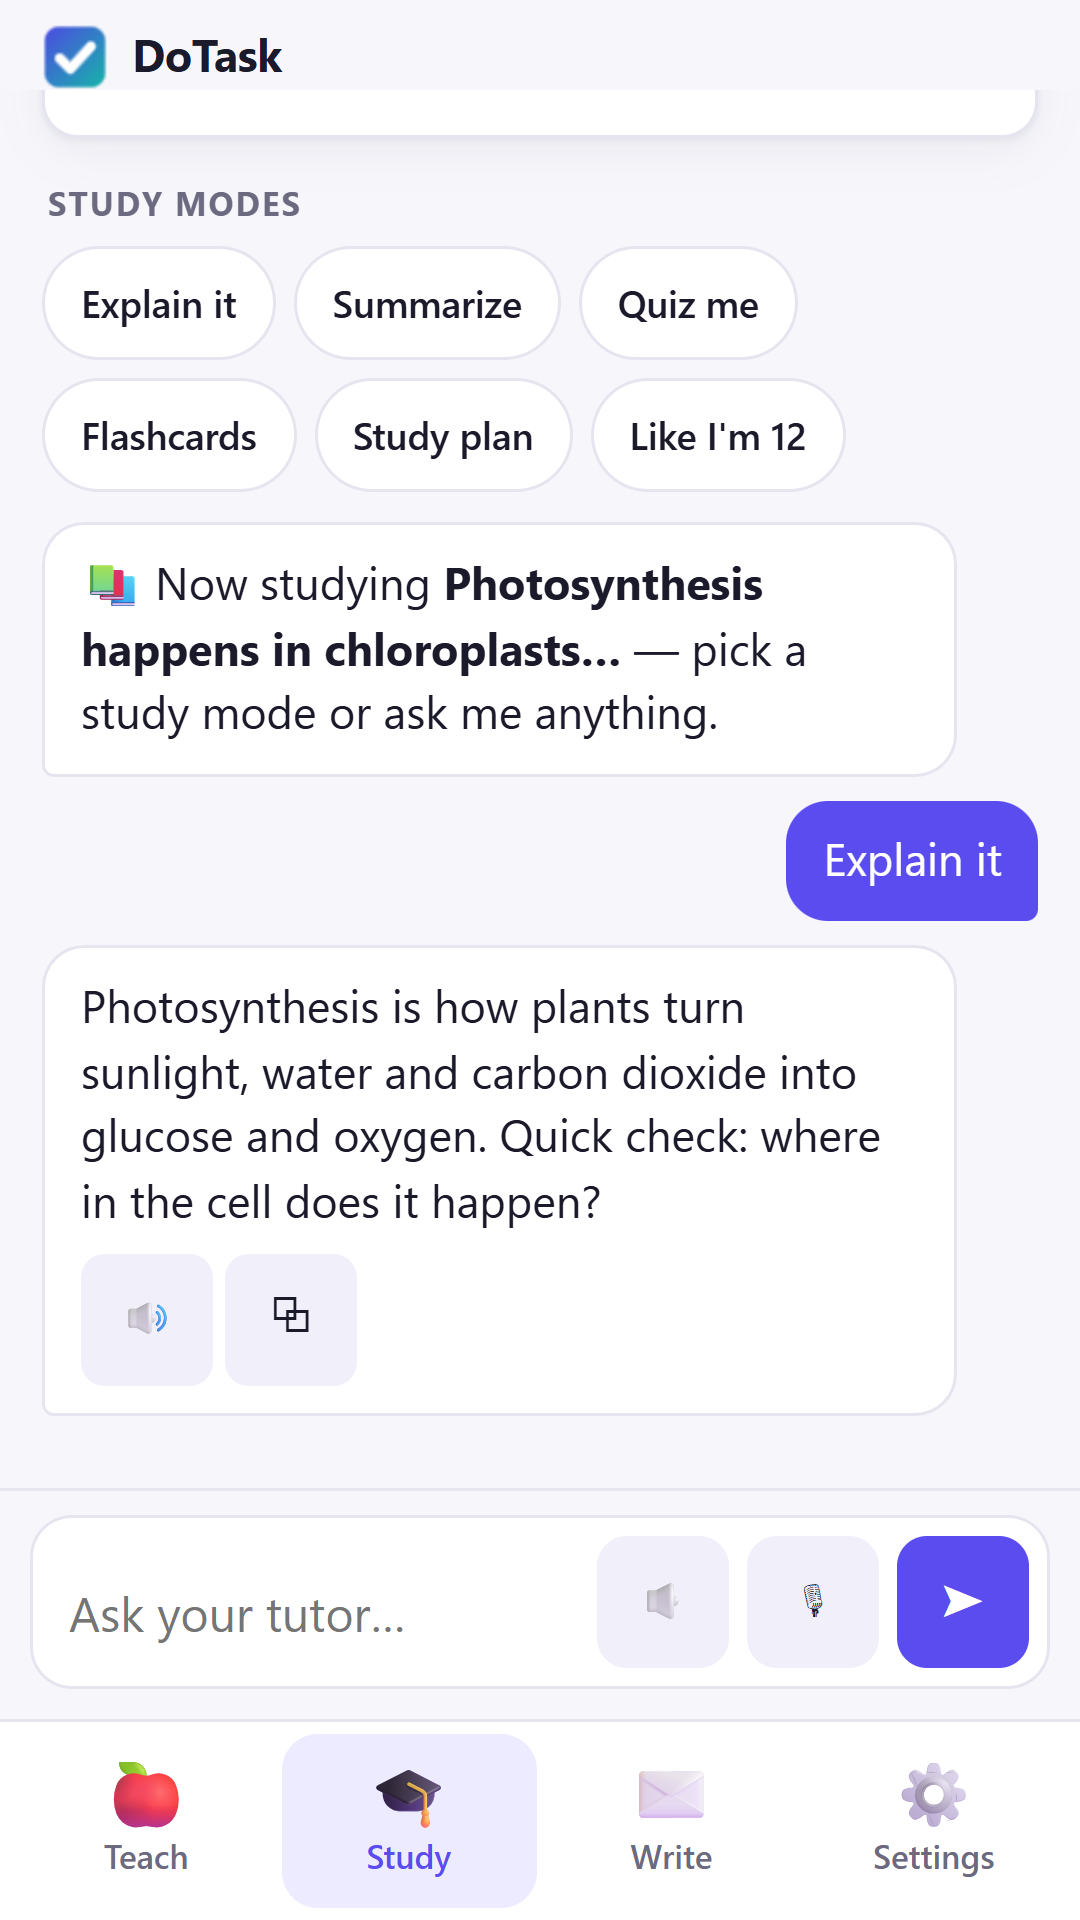 DoTask
STUDY MODES
Explain it
Summarize
Quiz me
Flashcards
Study plan
Like I'm 12
Now studying Photosynthesis
happens in chloroplasts... — pick a
study mode or ask me anything.
Explain it
Photosynthesis is how plants turn
sunlight, water and carbon dioxide into
glucose and oxygen. Quick check: where
in the cell does it happen?
Ask your tutor...
Teach
Study
Write
Settings